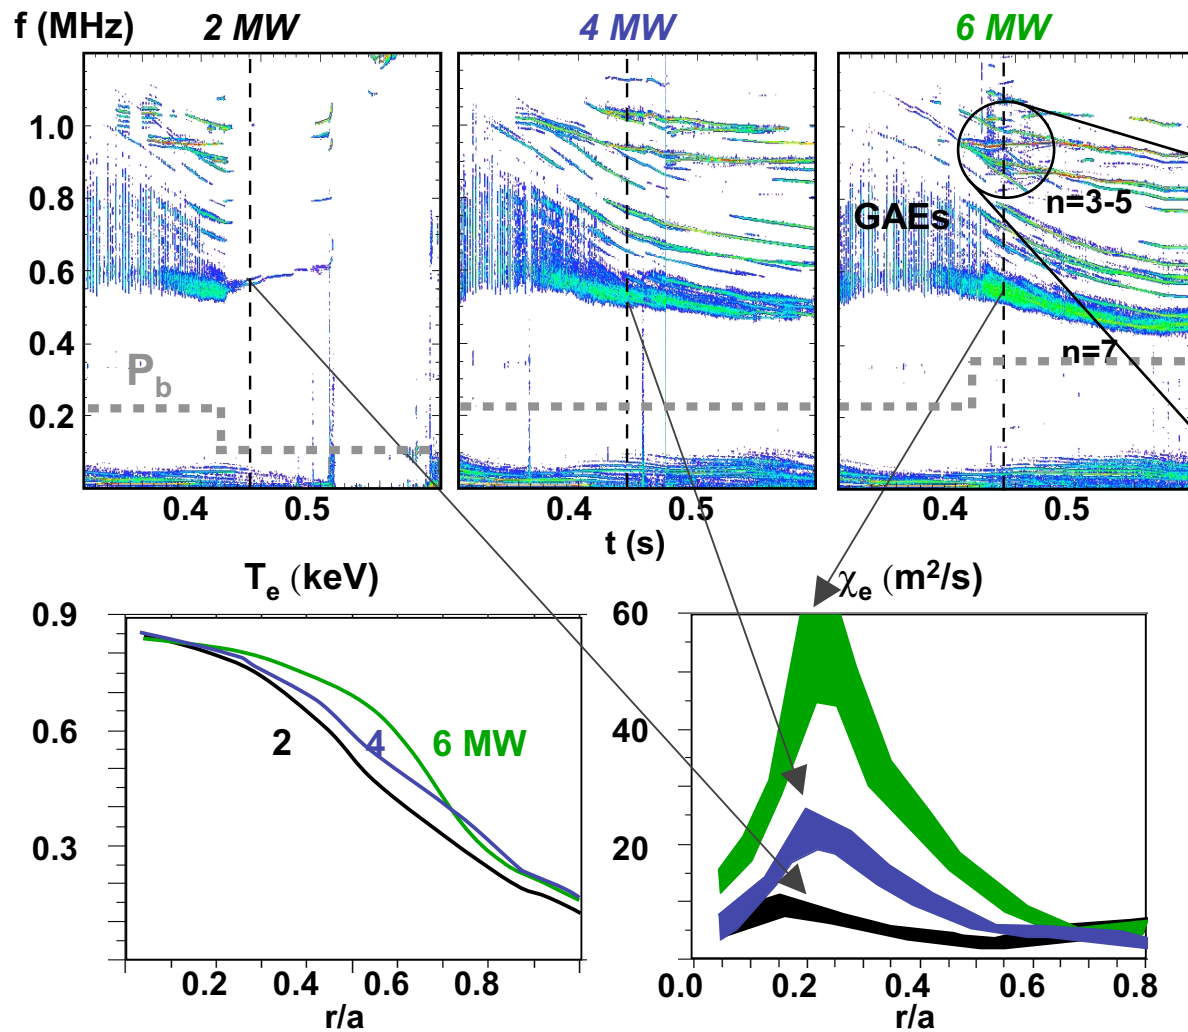 f (MHz) 2 MW 4 MW 6 MW
1.0
0.8
0.6
0.4
0.2
GAEs
n=3-5
n=7
P_b
0.4 0.5 0.4 0.5 0.4 0.5
t (s)
T_e (keV)
0.9
0.6
0.3
2 4 6 MW
0.2 0.4 0.6 0.8
r/a
χ_e (m²/s)
60
40
20
0.0 0.2 0.4 0.6 0.8
r/a